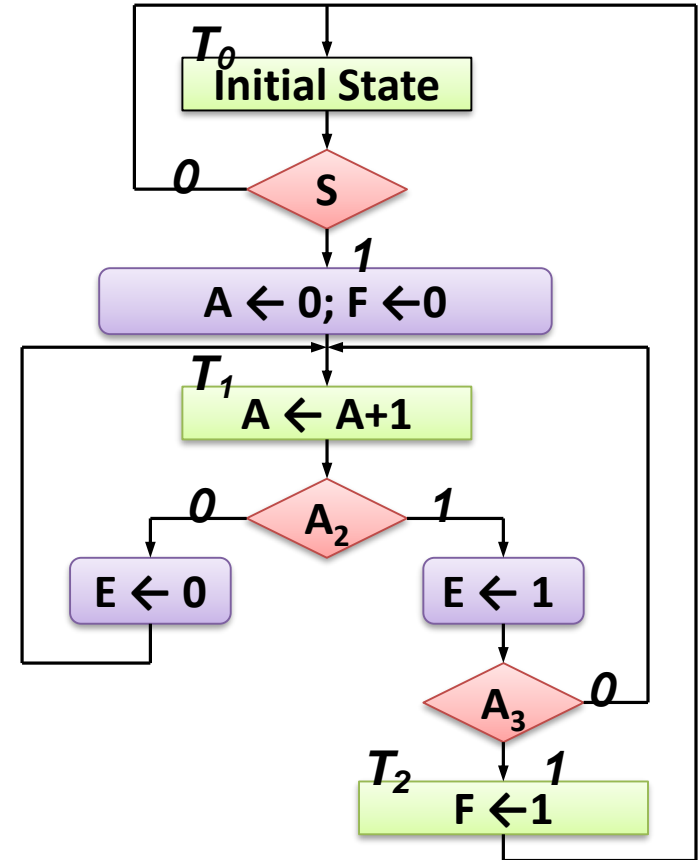 T₀
Initial State
0
S
1
A ← 0; F ←0
T₁
A ← A+1
0
A₂
1
E ← 0
E ← 1
A₃
0
T₂
1
F ←1